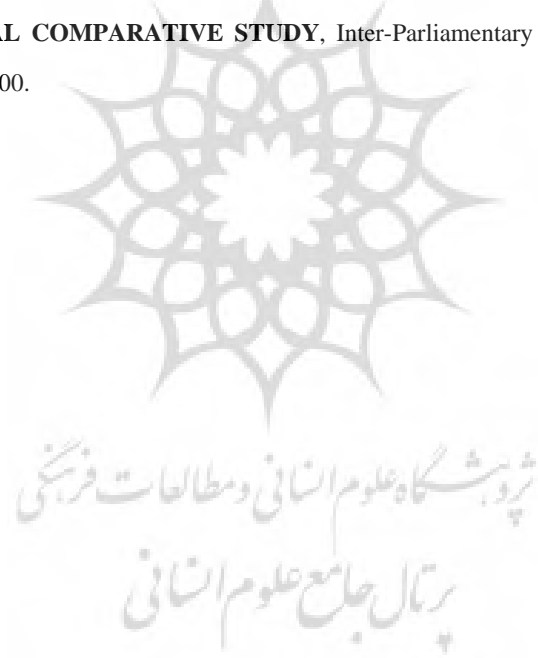 AL COMPARATIVE STUDY, Inter-Parliamentary
00.
پژوهشگاه علوم انسانی و مطالعات فرهنگی
پرتال جامع علوم انسانی